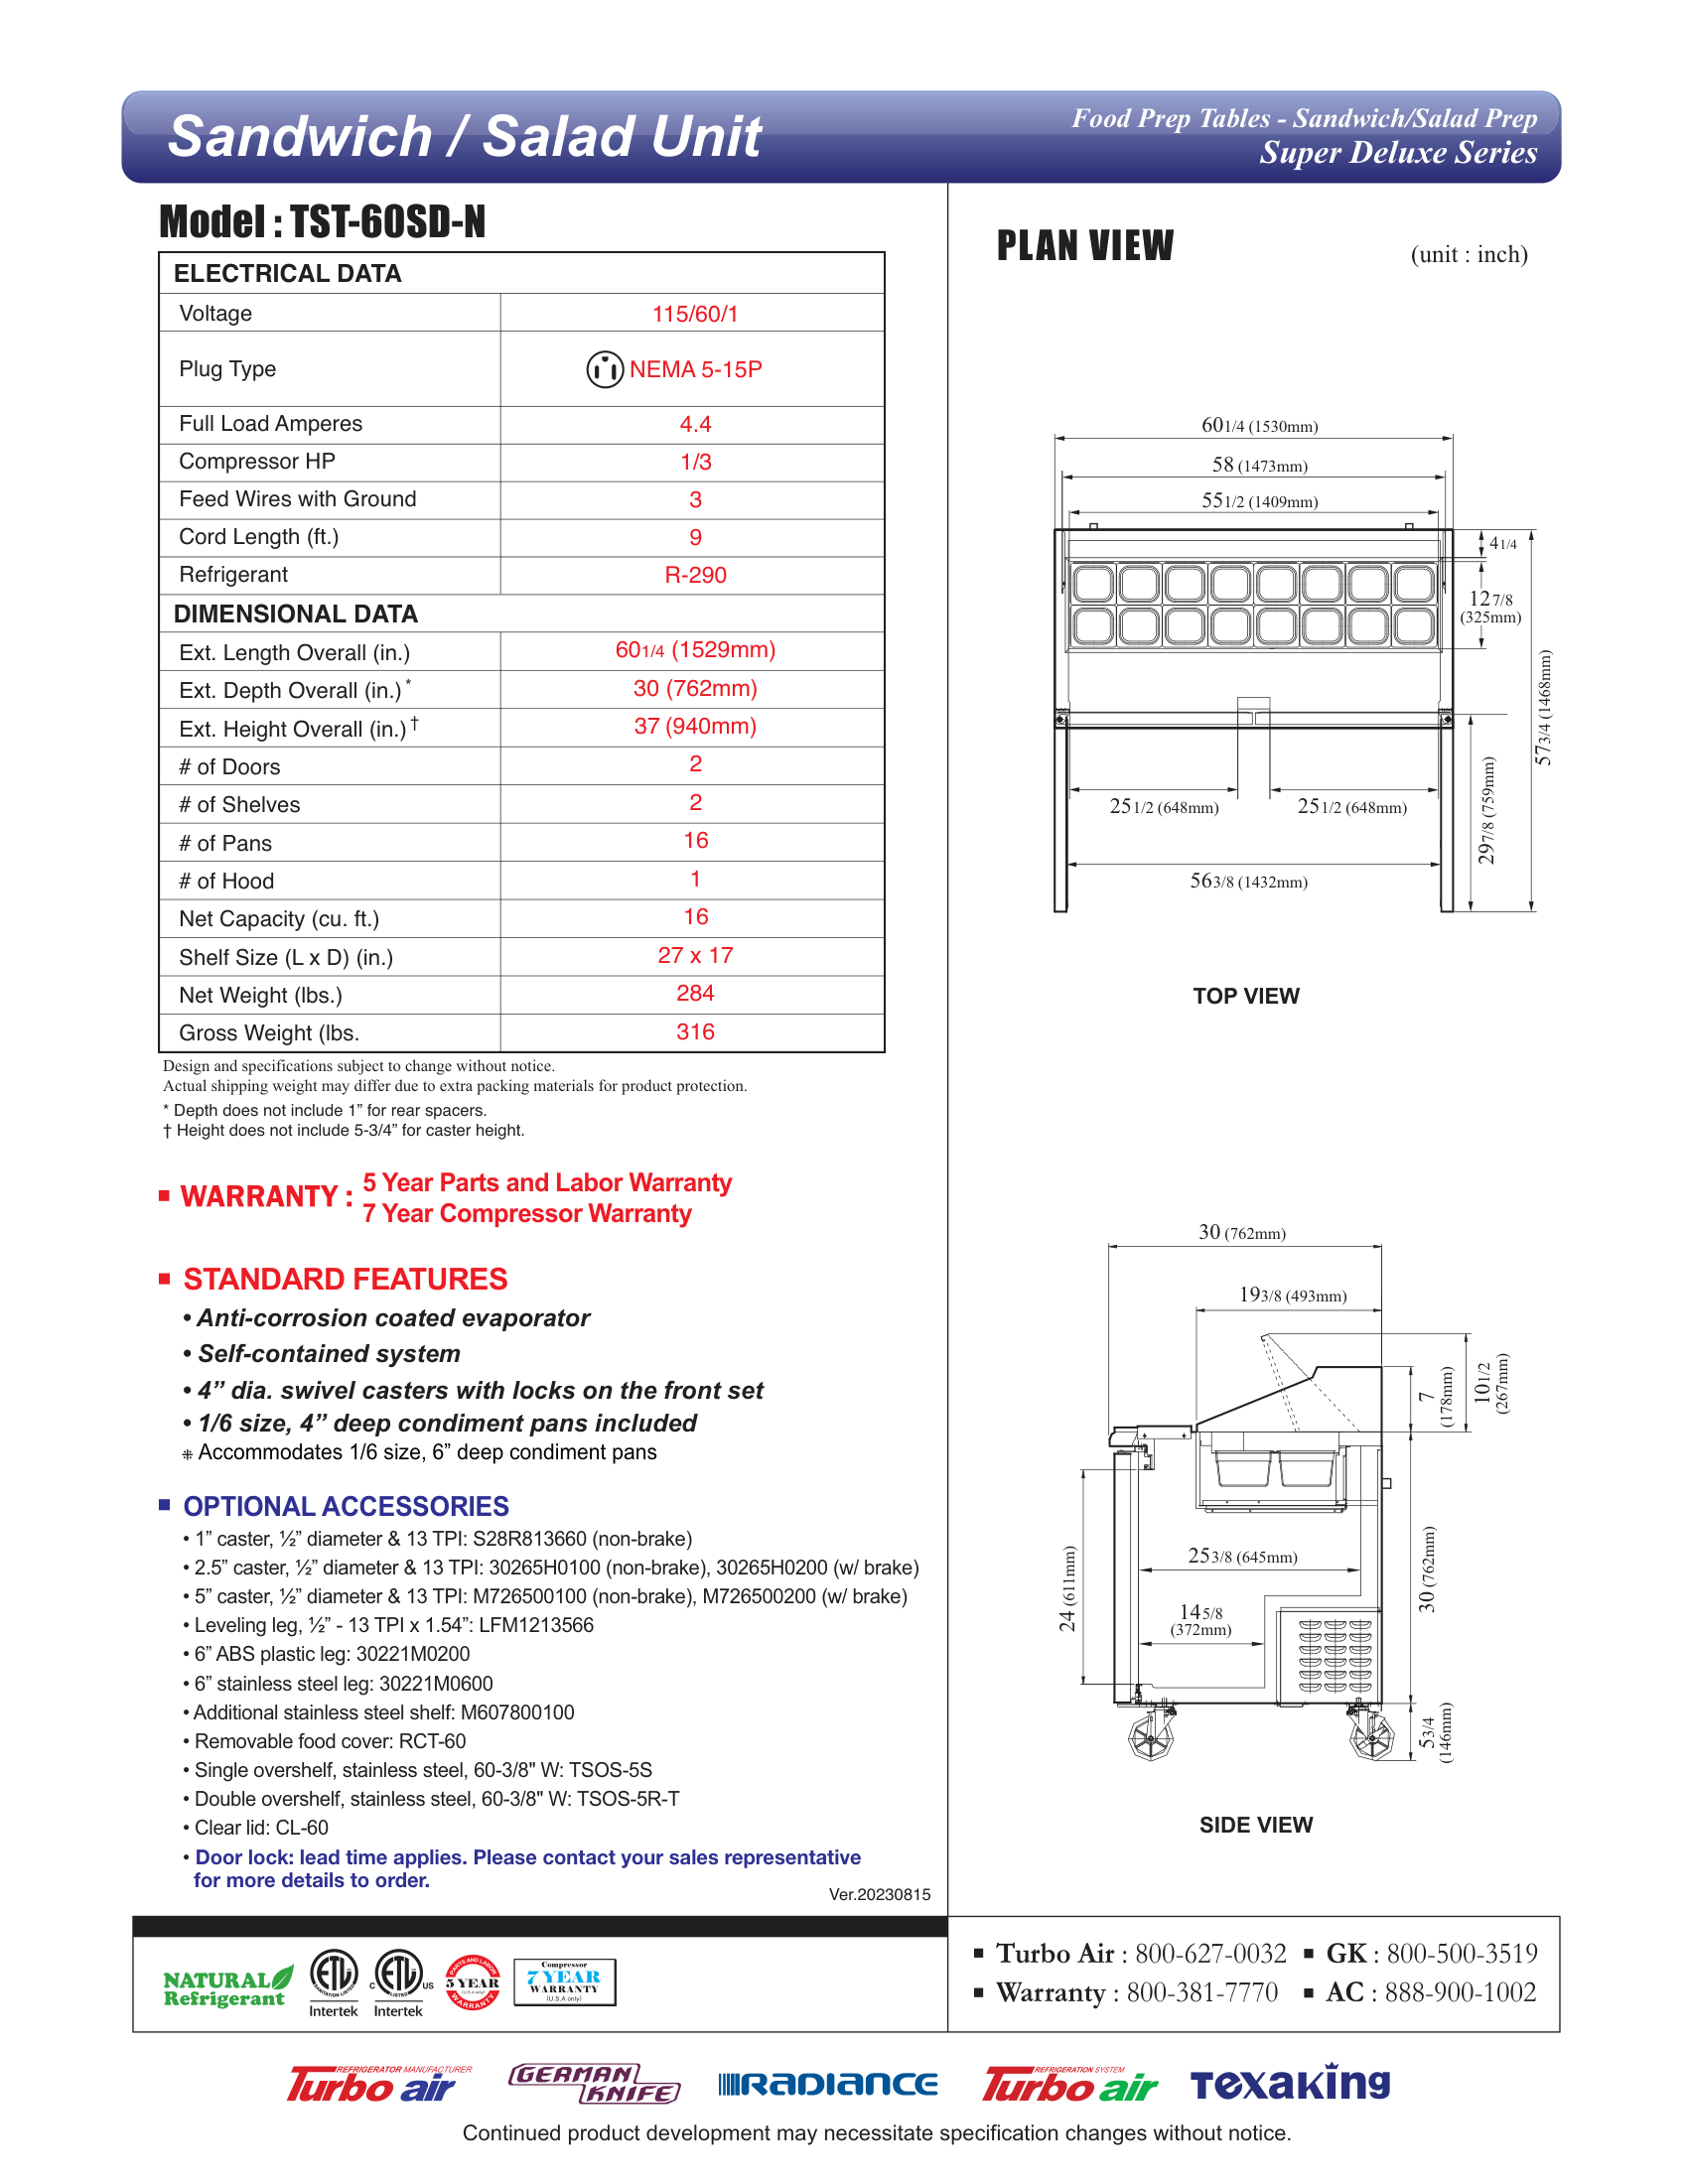 Sandwich / Salad Unit
Food Prep Tables - Sandwich/Salad Prep
Super Deluxe Series
Model : TST-60SD-N
ELECTRICAL DATA
Voltage 115/60/1
Plug Type NEMA 5-15P
Full Load Amperes 4.4
Compressor HP 1/3
Feed Wires with Ground 3
Cord Length (ft.) 9
Refrigerant R-290
DIMENSIONAL DATA
Ext. Length Overall (in.) 60 1/4 (1529mm)
Ext. Depth Overall (in.) * 30 (762mm)
Ext. Height Overall (in.) † 37 (940mm)
# of Doors 2
# of Shelves 2
# of Pans 16
# of Hood 1
Net Capacity (cu. ft.) 16
Shelf Size (L x D) (in.) 27 x 17
Net Weight (lbs.) 284
Gross Weight (lbs. 316
Design and specifications subject to change without notice.
Actual shipping weight may differ due to extra packing materials for product protection.
* Depth does not include 1” for rear spacers.
† Height does not include 5-3/4” for caster height.
■ WARRANTY : 5 Year Parts and Labor Warranty
7 Year Compressor Warranty
■ STANDARD FEATURES
• Anti-corrosion coated evaporator
• Self-contained system
• 4” dia. swivel casters with locks on the front set
• 1/6 size, 4” deep condiment pans included
⁜ Accommodates 1/6 size, 6” deep condiment pans
■ OPTIONAL ACCESSORIES
• 1” caster, ½” diameter & 13 TPI: S28R813660 (non-brake)
• 2.5” caster, ½” diameter & 13 TPI: 30265H0100 (non-brake), 30265H0200 (w/ brake)
• 5” caster, ½” diameter & 13 TPI: M726500100 (non-brake), M726500200 (w/ brake)
• Leveling leg, ½” - 13 TPI x 1.54”: LFM1213566
• 6” ABS plastic leg: 30221M0200
• 6” stainless steel leg: 30221M0600
• Additional stainless steel shelf: M607800100
• Removable food cover: RCT-60
• Single overshelf, stainless steel, 60-3/8" W: TSOS-5S
• Double overshelf, stainless steel, 60-3/8" W: TSOS-5R-T
• Clear lid: CL-60
• Door lock: lead time applies. Please contact your sales representative
for more details to order.
Ver.20230815
PLAN VIEW
(unit : inch)
60 1/4 (1530mm)
58 (1473mm)
55 1/2 (1409mm)
4 1/4
12 7/8
(325mm)
57 3/4 (1468mm)
29 7/8 (759mm)
25 1/2 (648mm)
25 1/2 (648mm)
56 3/8 (1432mm)
TOP VIEW
30 (762mm)
19 3/8 (493mm)
7
(178mm)
10 1/2
(267mm)
24 (611mm)
25 3/8 (645mm)
14 5/8
(372mm)
30 (762mm)
5 3/4
(146mm)
SIDE VIEW
NATURAL
Refrigerant
ETL
SANITATION LISTED
Intertek
C ETL US
LISTED
Intertek
PARTS AND LABOR
5 YEAR
(U.S.A only)
WARRANTY
Compressor
7 YEAR
WARRANTY
(U.S.A only)
■ Turbo Air : 800-627-0032 ■ GK : 800-500-3519
■ Warranty : 800-381-7770 ■ AC : 888-900-1002
REFRIGERATOR MANUFACTURER
Turbo air
GERMAN
KNIFE
RADIANCE
REFRIGERATION SYSTEM
Turbo air
Texaking
Continued product development may necessitate specification changes without notice.